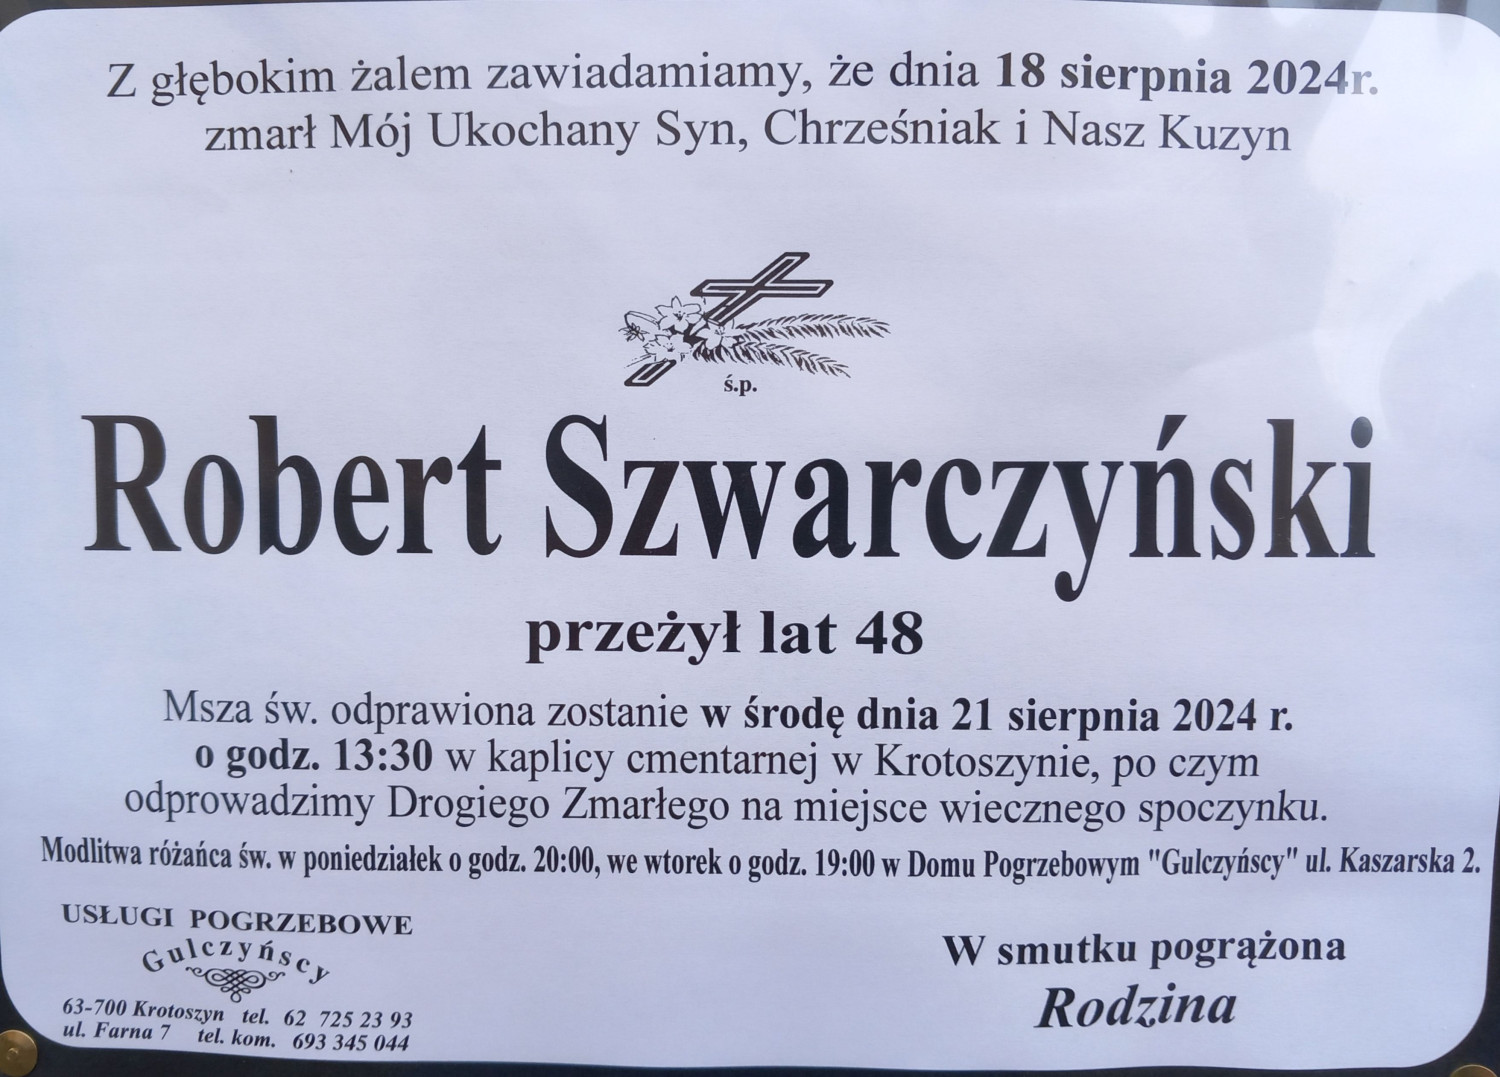 Z głębokim żalem zawiadamiamy, że dnia 18 sierpnia 2024r.
zmarł Mój Ukochany Syn, Chrześniak i Nasz Kuzyn
ś.p.
Robert Szwarczyński
przeżył lat 48
Msza św. odprawiona zostanie w środę dnia 21 sierpnia 2024 r.
o godz. 13:30 w kaplicy cmentarnej w Krotoszynie, po czym
odprowadzimy Drogiego Zmarłego na miejsce wiecznego spoczynku.
Modlitwa różańca św. w poniedziałek o godz. 20:00, we wtorek o godz. 19:00 w Domu Pogrzebowym "Gulczyńscy" ul. Kaszarska 2.
USŁUGI POGRZEBOWE
Gulczyńscy
63-700 Krotoszyn tel. 62 725 23 93
ul. Farna 7 tel. kom. 693 345 044
W smutku pogrążona
Rodzina